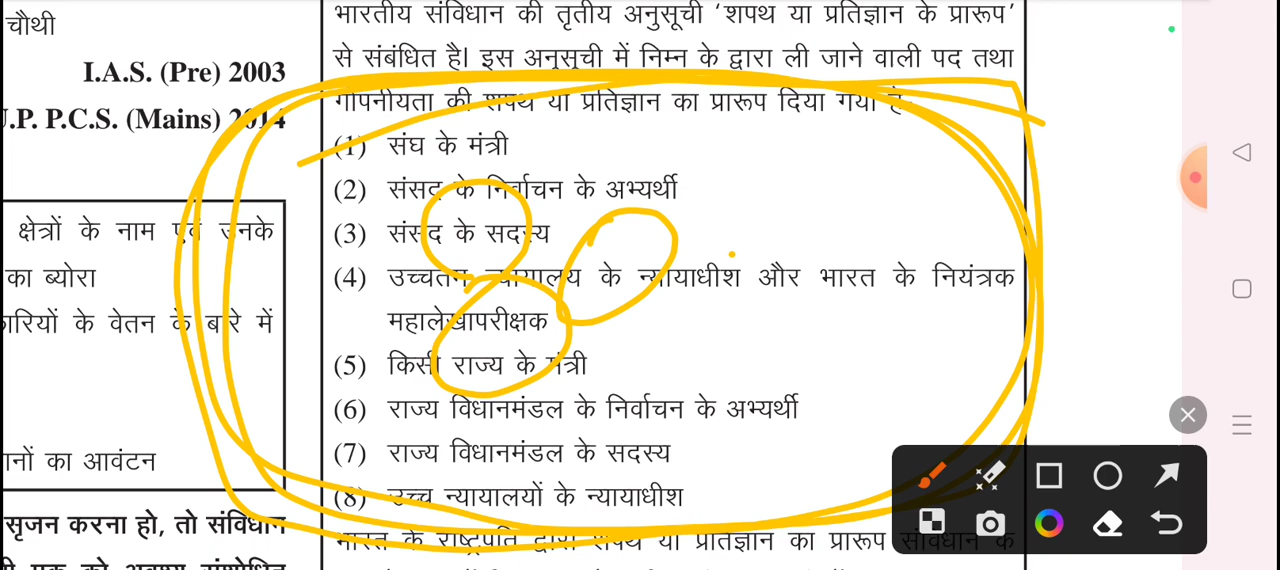 चौथी
I.A.S. (Pre) 2003
U.P. P.C.S. (Mains) 2014
क्षेत्रों के नाम एवं उनके
का ब्योरा
कारियों के वेतन के बारे में
नों का आवंटन
सृजन करना हो, तो संविधान
भारतीय संविधान की तृतीय अनुसूची ‘शपथ या प्रतिज्ञान के प्रारूप’
से संबंधित है। इस अनुसूची में निम्न के द्वारा ली जाने वाली पद तथा
गोपनीयता की शपथ या प्रतिज्ञान का प्रारूप दिया गया है-
(1) संघ के मंत्री
(2) संसद के निर्वाचन के अभ्यर्थी
(3) संसद के सदस्य
(4) उच्चतम न्यायालय के न्यायाधीश और भारत के नियंत्रक
महालेखापरीक्षक
(5) किसी राज्य के मंत्री
(6) राज्य विधानमंडल के निर्वाचन के अभ्यर्थी
(7) राज्य विधानमंडल के सदस्य
(8) उच्च न्यायालयों के न्यायाधीश
भारत के राष्ट्रपति द्वारा शपथ या प्रतिज्ञान का प्रारूप संविधान के